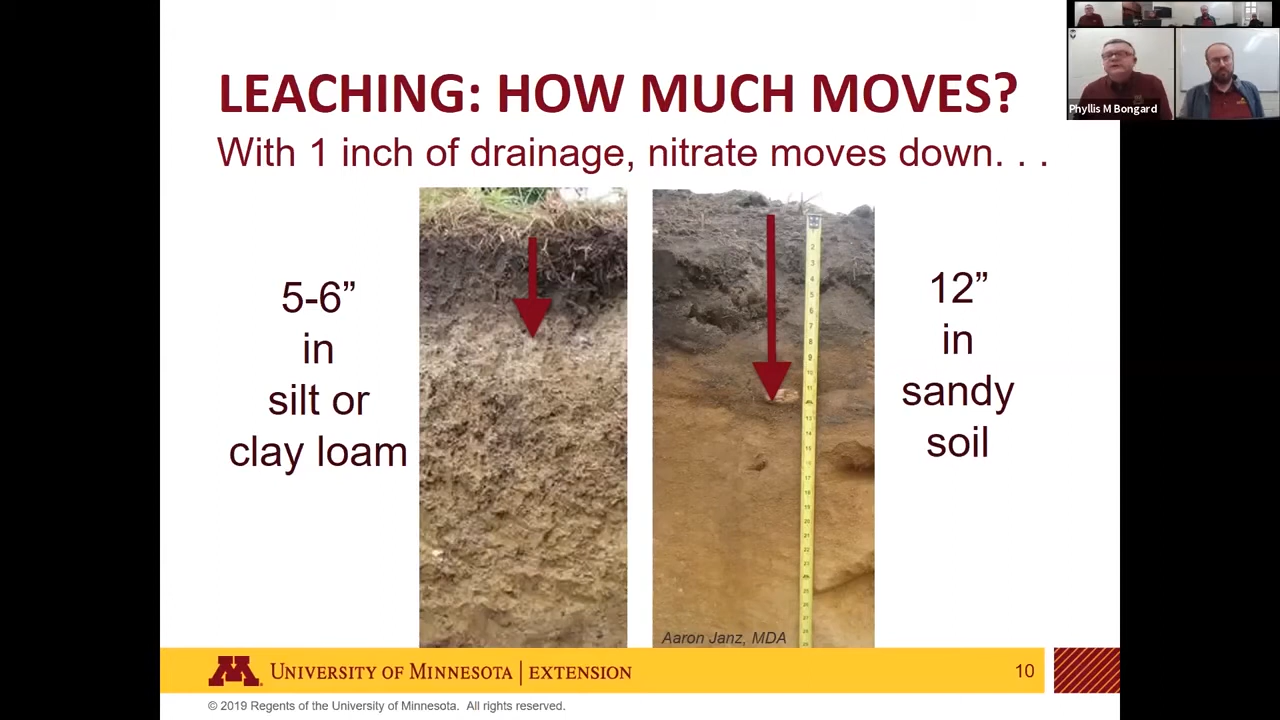 LEACHING: HOW MUCH MOVES?
With 1 inch of drainage, nitrate moves down. . .
5-6”
in
silt or
clay loam
12”
in
sandy
soil
Aaron Janz, MDA
M UNIVERSITY OF MINNESOTA | EXTENSION
10
© 2019 Regents of the University of Minnesota. All rights reserved.
Phyllis M Bongard